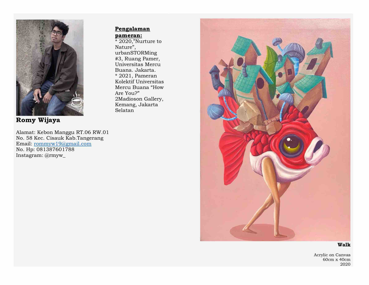 Pengalaman
pameran:
* 2020,"Nurture to
Nature",
urbanSTORMing
#3, Ruang Pamer,
Universitas Mercu
Buana. Jakarta.
* 2021, Pameran
Kolektif Universitas
Mercu Buana "How
Are You?"
2Madisson Gallery,
Kemang, Jakarta
Selatan
Romy Wijaya
Alamat: Kebon Manggu RT.06 RW.01
No. 58 Kec. Cisauk Kab.Tangerang
Email: rommyw19@gmail.com
No. Hp: 081387601788
Instagram: @rmyw_
Walk
Acrylic on Canvas
60cm x 40cm
2020